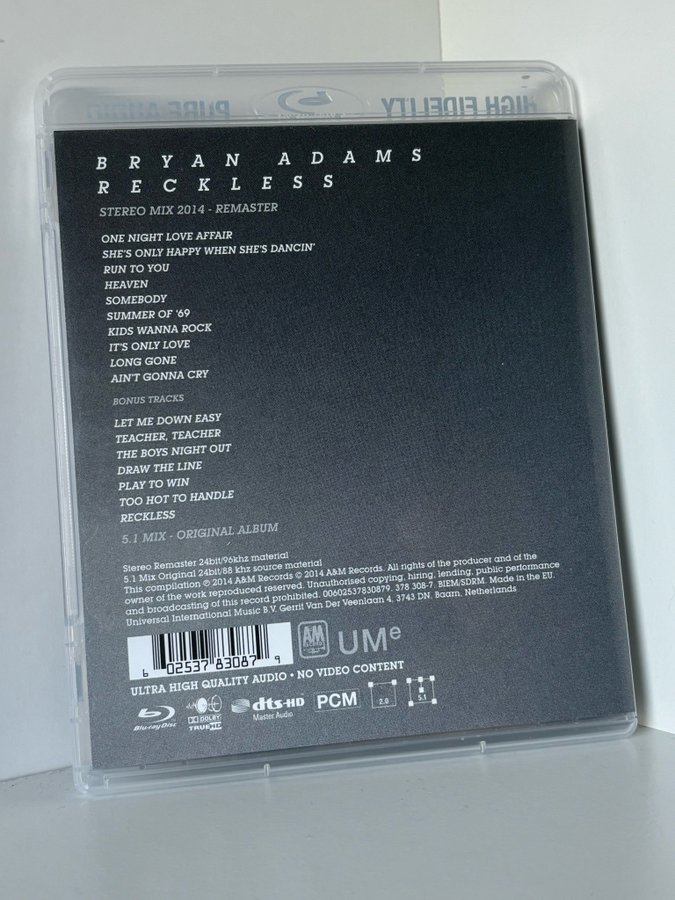 PURE AUDIO
HIGH FIDELITY
BRYAN ADAMS
RECKLESS
STEREO MIX 2014 - REMASTER
ONE NIGHT LOVE AFFAIR
SHE'S ONLY HAPPY WHEN SHE'S DANCIN'
RUN TO YOU
HEAVEN
SOMEBODY
SUMMER OF '69
KIDS WANNA ROCK
IT'S ONLY LOVE
LONG GONE
AIN'T GONNA CRY
BONUS TRACKS
LET ME DOWN EASY
TEACHER, TEACHER
THE BOYS NIGHT OUT
DRAW THE LINE
PLAY TO WIN
TOO HOT TO HANDLE
RECKLESS
5.1 MIX - ORIGINAL ALBUM
Stereo Remaster 24bit/96khz material
5.1 Mix Original 24bit/88 khz source material
This compilation ℗ 2014 A&M Records © 2014 A&M Records. All rights of the producer and of the
owner of the work reproduced reserved. Unauthorised copying, hiring, lending, public performance
and broadcasting of this record prohibited. 00602537830879. 378 308-7. BIEM/SDRM. Made in the EU.
Universal International Music B.V. Gerrit Van Der Veenlaan 4, 3743 DN. Baarn. Netherlands
6 02537 83087 9
A&M
RECORDS
UMe
ULTRA HIGH QUALITY AUDIO • NO VIDEO CONTENT
Blu-ray Disc
DOLBY
TRUEHD
dts-HD
Master Audio
PCM
2.0
5.1